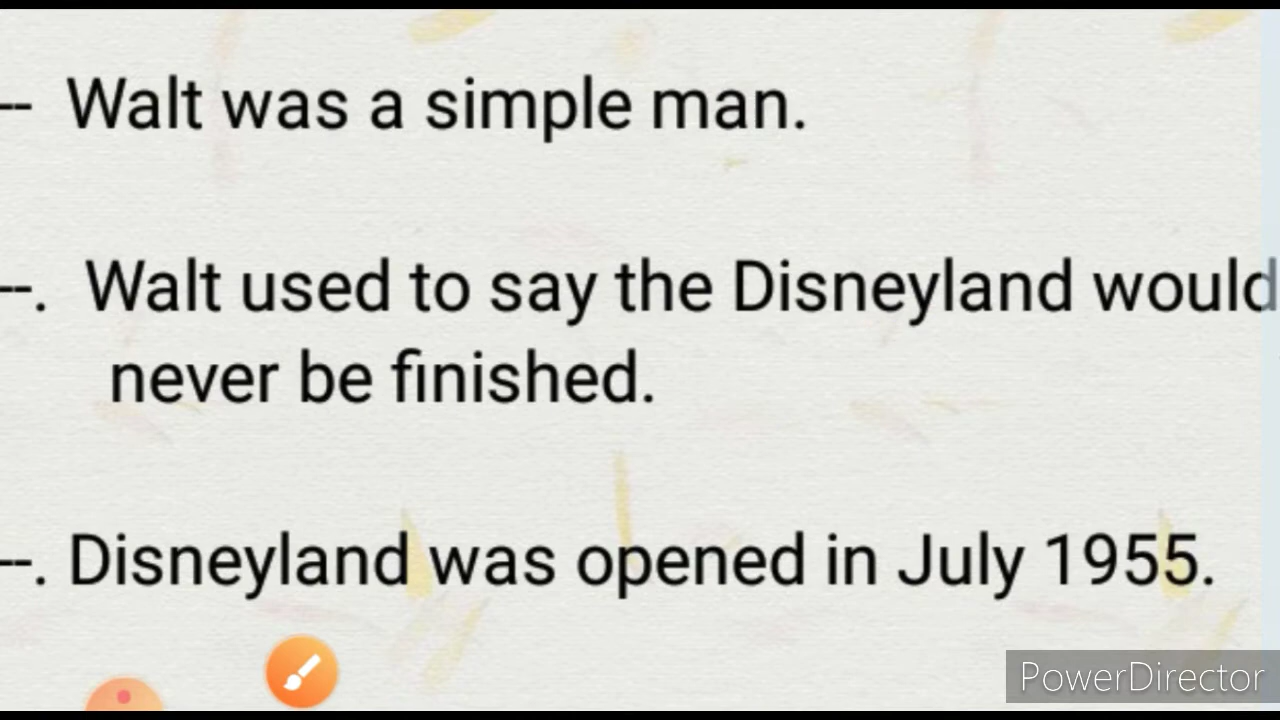 -- Walt was a simple man.
--. Walt used to say the Disneyland would
never be finished.
--. Disneyland was opened in July 1955.
PowerDirector